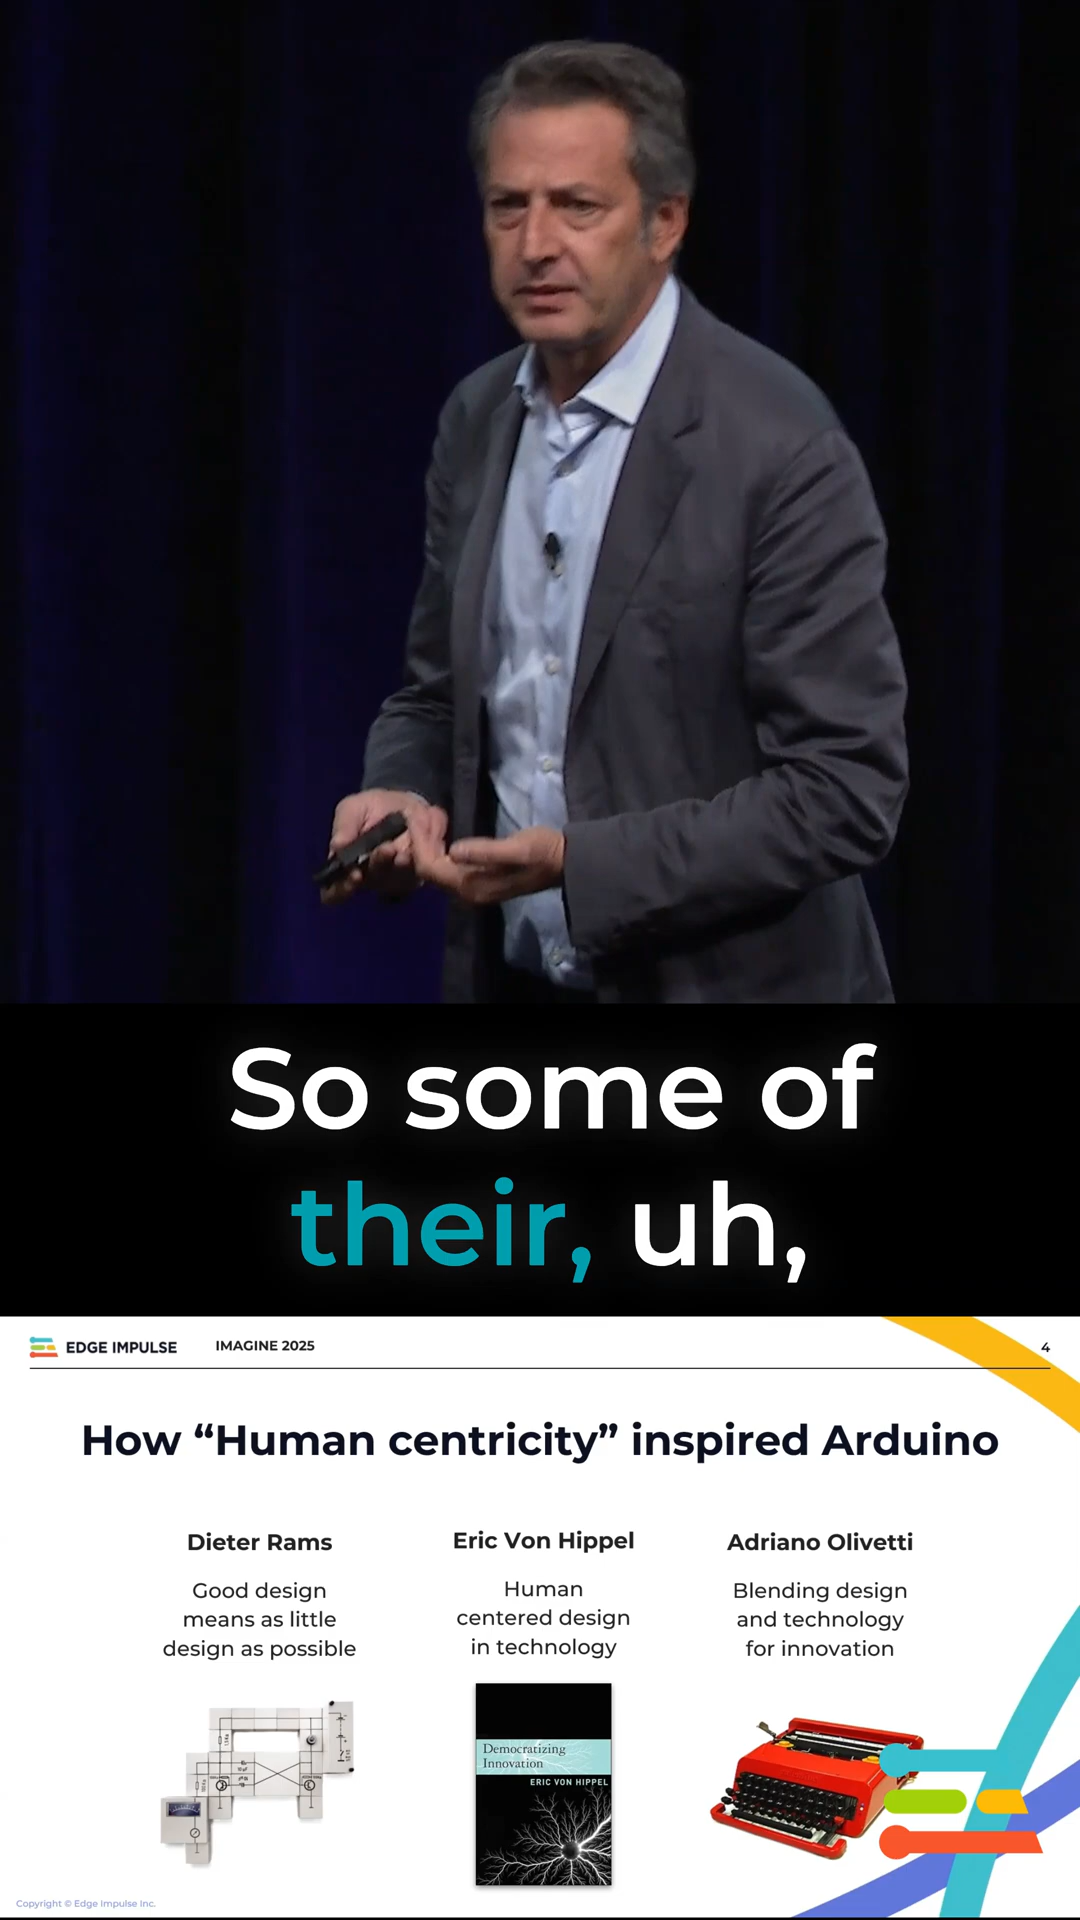 So some of
their, uh,
EDGE IMPULSE
IMAGINE 2025
4
How “Human centricity” inspired Arduino
Dieter Rams
Good design
means as little
design as possible
Eric Von Hippel
Human
centered design
in technology
Adriano Olivetti
Blending design
and technology
for innovation
Democratizing
Innovation
ERIC VON HIPPEL
Copyright © Edge Impulse Inc.